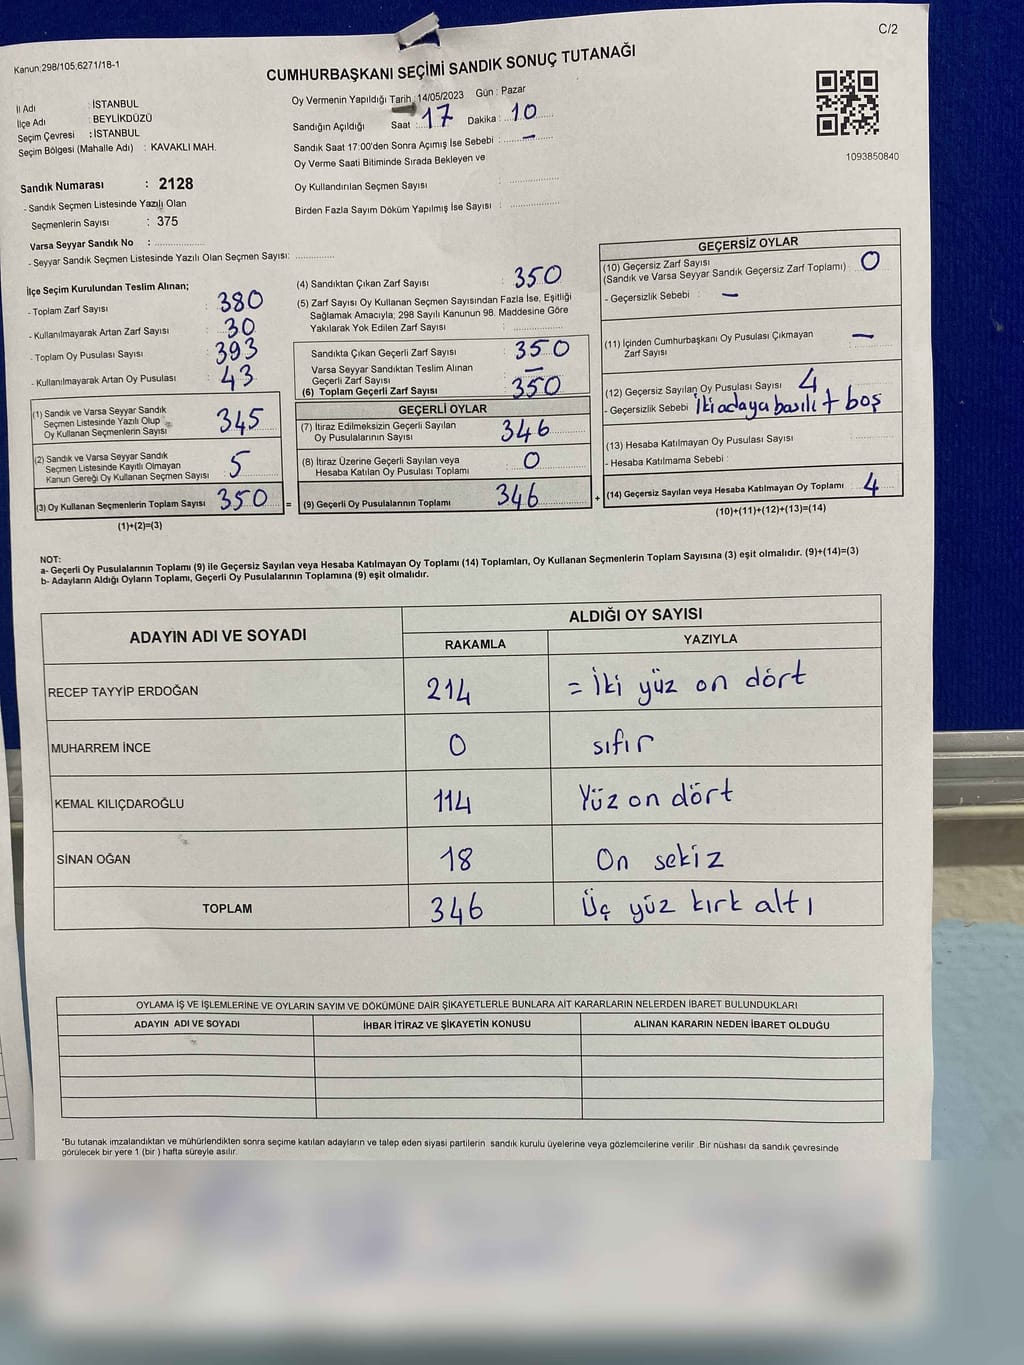 C/2
Kanun:298/105,6271/18-1
CUMHURBAŞKANI SEÇİMİ SANDIK SONUÇ TUTANAĞI
İl Adı : İSTANBUL
İlçe Adı : BEYLİKDÜZÜ
Seçim Çevresi : İSTANBUL
Seçim Bölgesi (Mahalle Adı) : KAVAKLI MAH.
Oy Vermenin Yapıldığı Tarih : 14/05/2023 Gün : Pazar
Sandığın Açıldığı Saat : 17 Dakika : 10
Sandık Saat 17:00'den Sonra Açımış İse Sebebi : —
Oy Verme Saati Bitiminde Sırada Bekleyen ve
Oy Kullandırılan Seçmen Sayısı :
Birden Fazla Sayım Döküm Yapılmış İse Sayısı :
1093850840
Sandık Numarası : 2128
- Sandık Seçmen Listesinde Yazılı Olan
Seçmenlerin Sayısı : 375
Varsa Seyyar Sandık No :
- Seyyar Sandık Seçmen Listesinde Yazılı Olan Seçmen Sayısı:
İlçe Seçim Kurulundan Teslim Alınan;
- Toplam Zarf Sayısı : 380
- Kullanılmayarak Artan Zarf Sayısı : 30
- Toplam Oy Pusulası Sayısı : 393
- Kullanılmayarak Artan Oy Pusulası : 43
(1) Sandık ve Varsa Seyyar Sandık
Seçmen Listesinde Yazılı Olup
Oy Kullanan Seçmenlerin Sayısı 345
(2) Sandık ve Varsa Seyyar Sandık
Seçmen Listesinde Kayıtlı Olmayan
Kanun Gereği Oy Kullanan Seçmen Sayısı 5
(3) Oy Kullanan Seçmenlerin Toplam Sayısı 350 =
(1)+(2)=(3)
(4) Sandıktan Çıkan Zarf Sayısı : 350
(5) Zarf Sayısı Oy Kullanan Seçmen Sayısından Fazla İse, Eşitliği
Sağlamak Amacıyla; 298 Sayılı Kanunun 98. Maddesine Göre
Yakılarak Yok Edilen Zarf Sayısı :
Sandıkta Çıkan Geçerli Zarf Sayısı : 350
Varsa Seyyar Sandıktan Teslim Alınan
Geçerli Zarf Sayısı : —
(6) Toplam Geçerli Zarf Sayısı : 350
GEÇERLİ OYLAR
(7) İtiraz Edilmeksizin Geçerli Sayılan
Oy Pusulalarının Sayısı : 346
(8) İtiraz Üzerine Geçerli Sayılan veya
Hesaba Katılan Oy Pusulası Toplamı : 0
(9) Geçerli Oy Pusulalarının Toplamı 346 +
GEÇERSİZ OYLAR
(10) Geçersiz Zarf Sayısı
(Sandık ve Varsa Seyyar Sandık Geçersiz Zarf Toplamı) : 0
- Geçersizlik Sebebi : —
(11) İçinden Cumhurbaşkanı Oy Pusulası Çıkmayan
Zarf Sayısı : —
(12) Geçersiz Sayılan Oy Pusulası Sayısı : 4
- Geçersizlik Sebebi İki adaya basılı + boş
(13) Hesaba Katılmayan Oy Pusulası Sayısı :
- Hesaba Katılmama Sebebi :
(14) Geçersiz Sayılan veya Hesaba Katılmayan Oy Toplamı : 4
(10)+(11)+(12)+(13)=(14)
NOT:
a- Geçerli Oy Pusulalarının Toplamı (9) ile Geçersiz Sayılan veya Hesaba Katılmayan Oy Toplamı (14) Toplamları, Oy Kullanan Seçmenlerin Toplam Sayısına (3) eşit olmalıdır. (9)+(14)=(3)
b- Adayların Aldığı Oyların Toplamı, Geçerli Oy Pusulalarının Toplamına (9) eşit olmalıdır.
ADAYIN ADI VE SOYADI ALDIĞI OY SAYISI
RAKAMLA YAZIYLA
RECEP TAYYİP ERDOĞAN 214 = İki yüz on dört
MUHARREM İNCE 0 sıfır
KEMAL KILIÇDAROĞLU 114 Yüz on dört
SİNAN OĞAN 18 On sekiz
TOPLAM 346 Üç yüz kırk altı
OYLAMA İŞ VE İŞLEMLERİNE VE OYLARIN SAYIM VE DÖKÜMÜNE DAİR ŞİKAYETLERLE BUNLARA AİT KARARLARIN NELERDEN İBARET BULUNDUKLARI
ADAYIN ADI VE SOYADI İHBAR İTİRAZ VE ŞİKAYETİN KONUSU ALINAN KARARIN NEDEN İBARET OLDUĞU
*Bu tutanak imzalandıktan ve mühürlendikten sonra seçime katılan adayların ve talep eden siyasi partilerin sandık kurulu üyelerine veya gözlemcilerine verilir. Bir nüshası da sandık çevresinde
görülecek bir yere 1 (bir) hafta süreyle asılır.